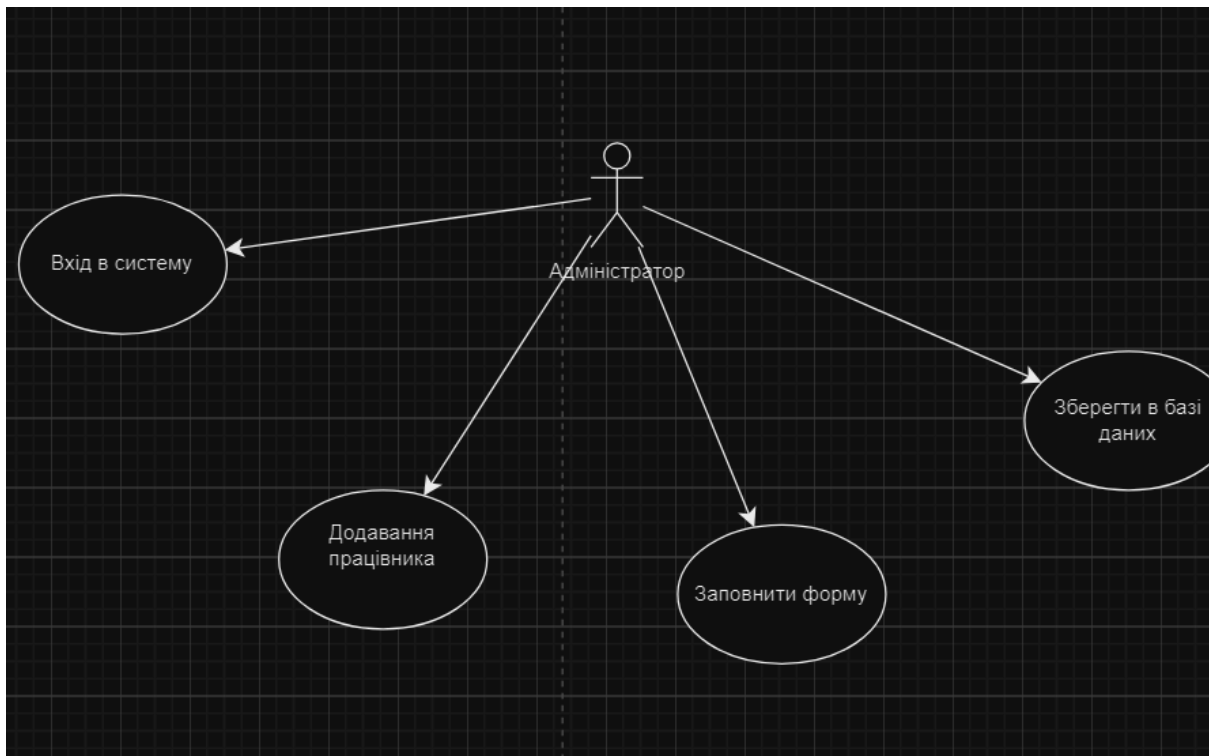 Адміністратор
Вхід в систему
Додавання
працівника
Заповнити форму
Зберегти в базі
даних